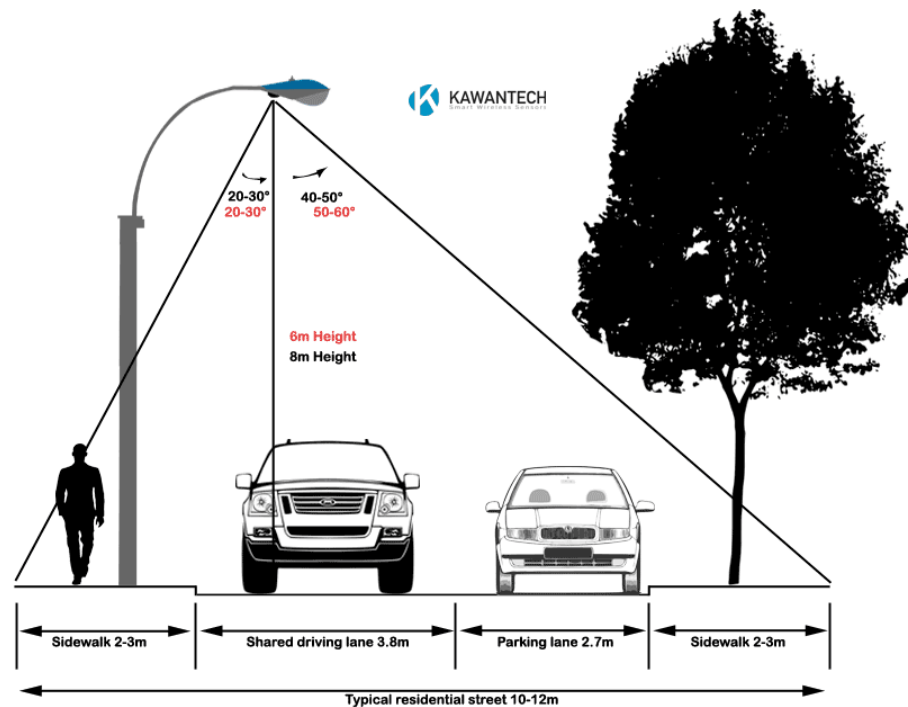 KAWANTECH
Smart Wireless Sensors
20-30° 40-50°
20-30° 50-60°
6m Height
8m Height
Sidewalk 2-3m Shared driving lane 3.8m Parking lane 2.7m Sidewalk 2-3m
Typical residential street 10-12m